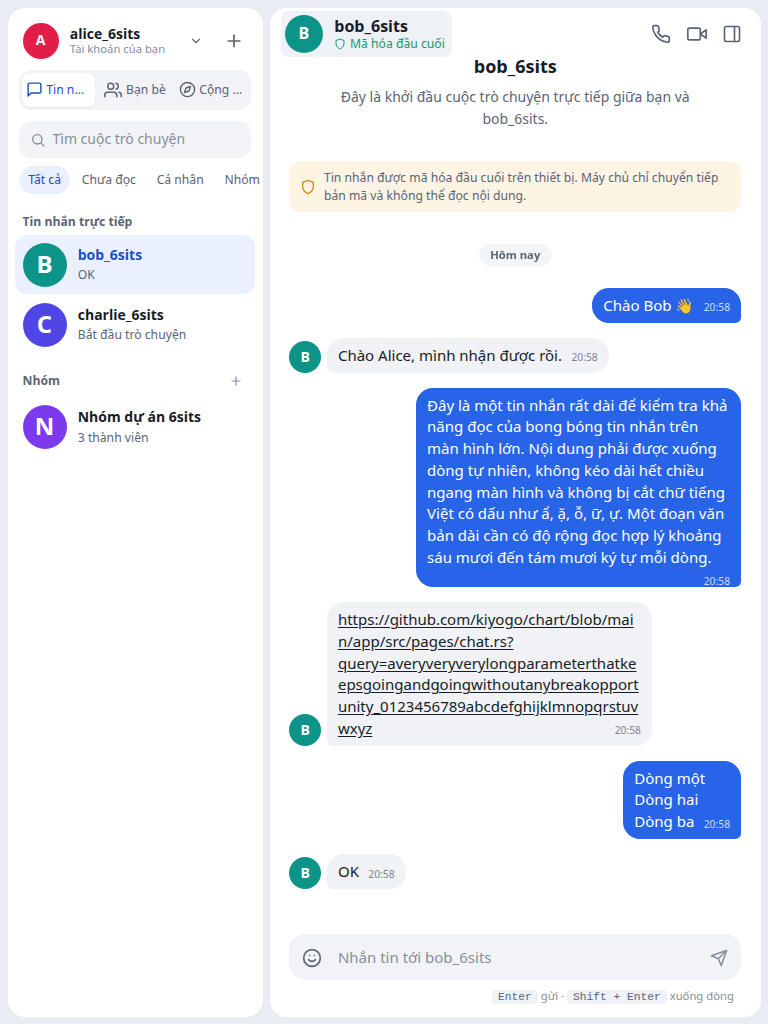 A
alice_6sits
Tài khoản của bạn
Tin n...
Bạn bè
Cộng ...
Tìm cuộc trò chuyện
Tất cả
Chưa đọc
Cá nhân
Nhóm
Tin nhắn trực tiếp
B
bob_6sits
OK
C
charlie_6sits
Bắt đầu trò chuyện
Nhóm
N
Nhóm dự án 6sits
3 thành viên
B
bob_6sits
Mã hóa đầu cuối
bob_6sits
Đây là khởi đầu cuộc trò chuyện trực tiếp giữa bạn và
bob_6sits.
Tin nhắn được mã hóa đầu cuối trên thiết bị. Máy chủ chỉ chuyển tiếp
bản mã và không thể đọc nội dung.
Hôm nay
Chào Bob 👋 20:58
B
Chào Alice, mình nhận được rồi. 20:58
Đây là một tin nhắn rất dài để kiểm tra khả
năng đọc của bong bóng tin nhắn trên
màn hình lớn. Nội dung phải được xuống
dòng tự nhiên, không kéo dài hết chiều
ngang màn hình và không bị cắt chữ tiếng
Việt có dấu như ẩ, ặ, ỗ, ữ, ự. Một đoạn văn
bản dài cần có độ rộng đọc hợp lý khoảng
sáu mươi đến tám mươi ký tự mỗi dòng.
20:58
https://github.com/kiyogo/chart/blob/mai
n/app/src/pages/chat.rs?
query=averyveryverylongparameterthatke
epsgoingandgoingwithoutanybreakopport
unity_0123456789abcdefghijklmnopqrstuv
wxyz 20:58
B
Dòng một
Dòng hai
Dòng ba 20:58
B
OK 20:58
Nhắn tin tới bob_6sits
Enter gửi · Shift + Enter xuống dòng